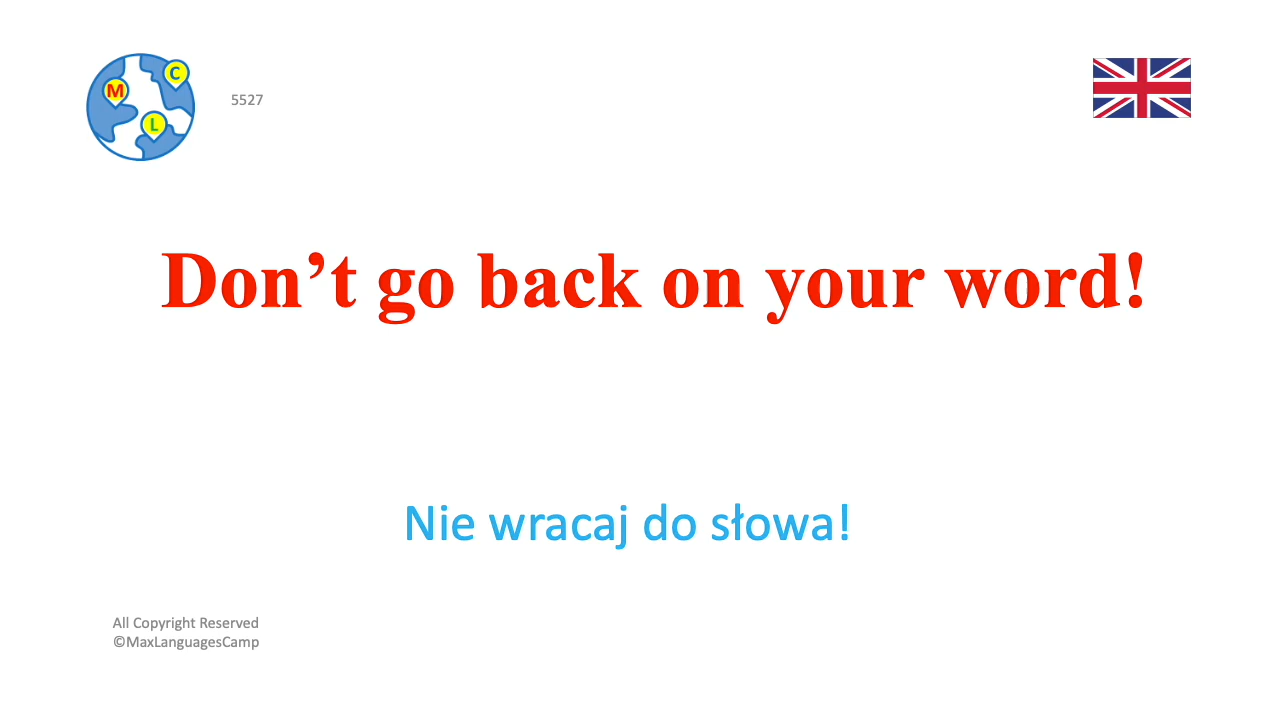 M
C
L
5527
Don’t go back on your word!
Nie wracaj do słowa!
All Copyright Reserved
©MaxLanguagesCamp